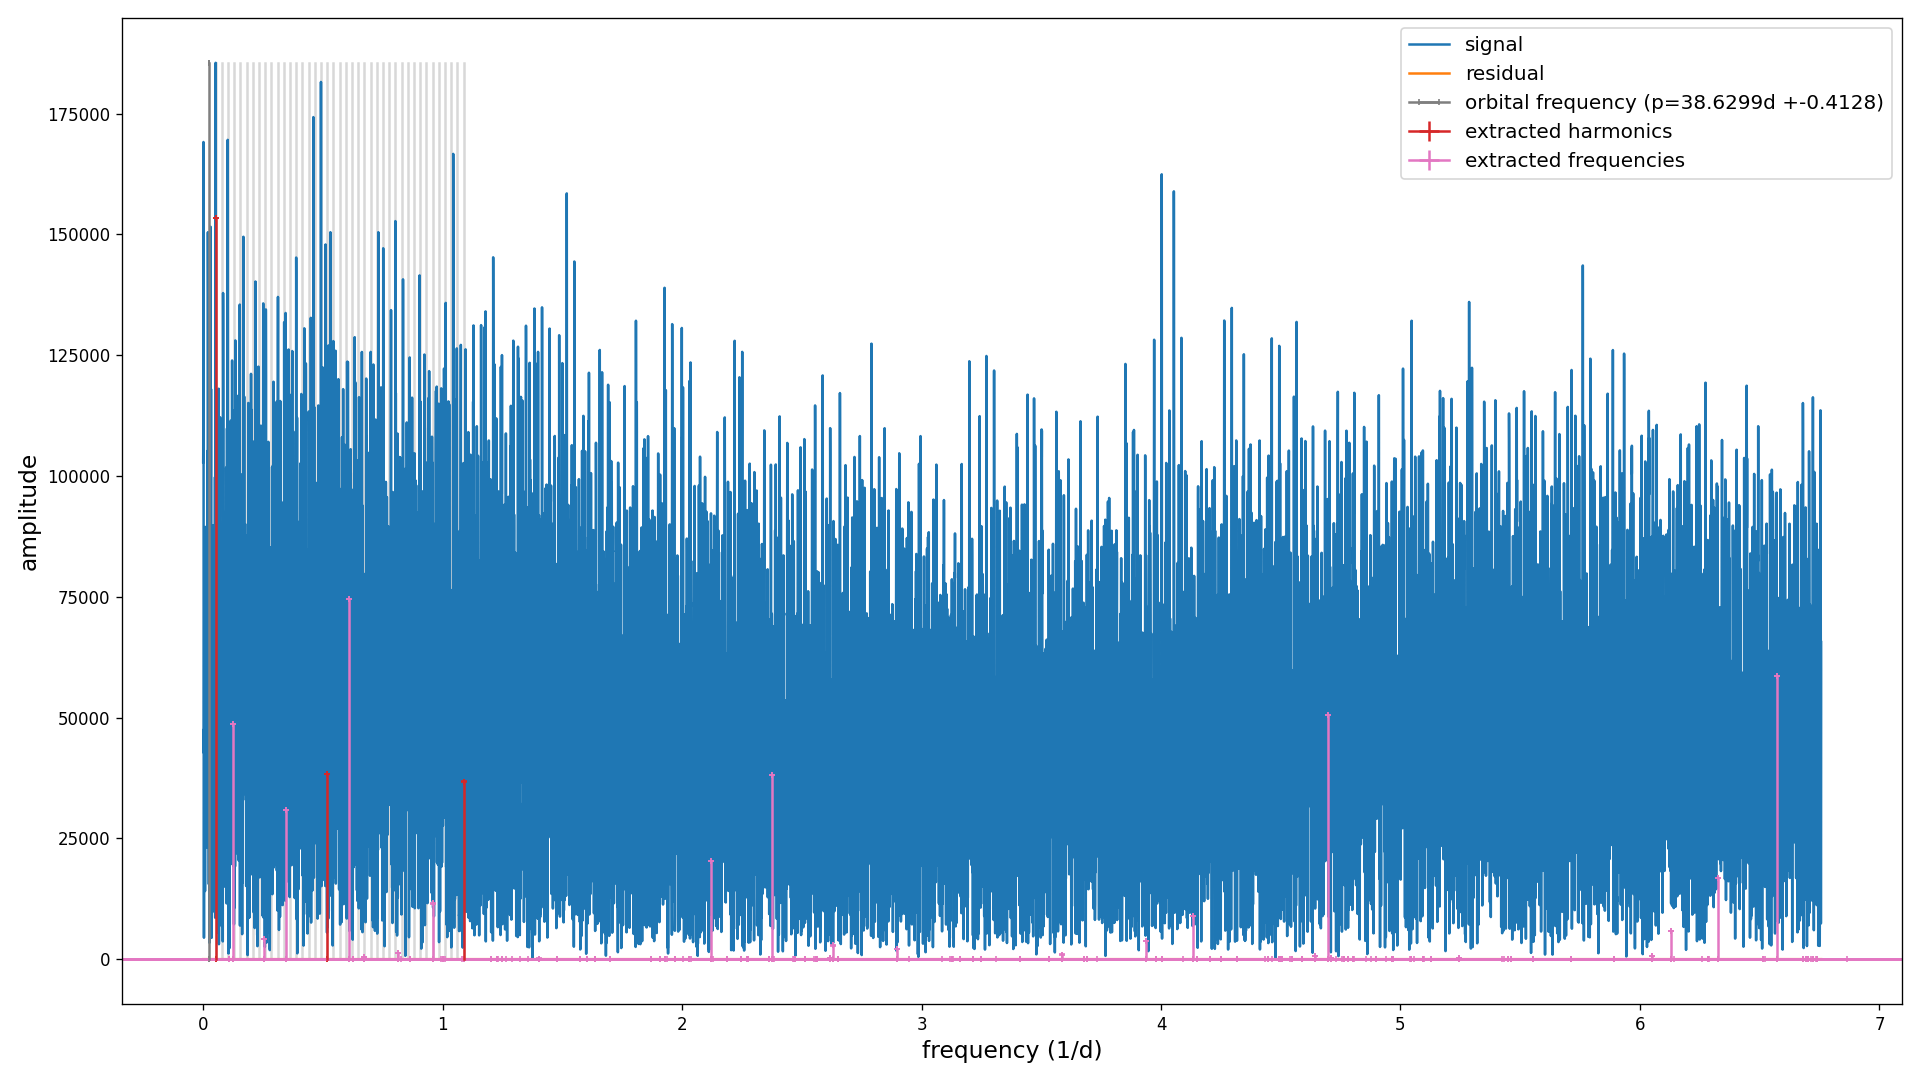 signal
residual
orbital frequency (p=38.6299d +-0.4128)
extracted harmonics
extracted frequencies
175000
150000
125000
100000
75000
50000
25000
0
amplitude
0 1 2 3 4 5 6 7
frequency (1/d)